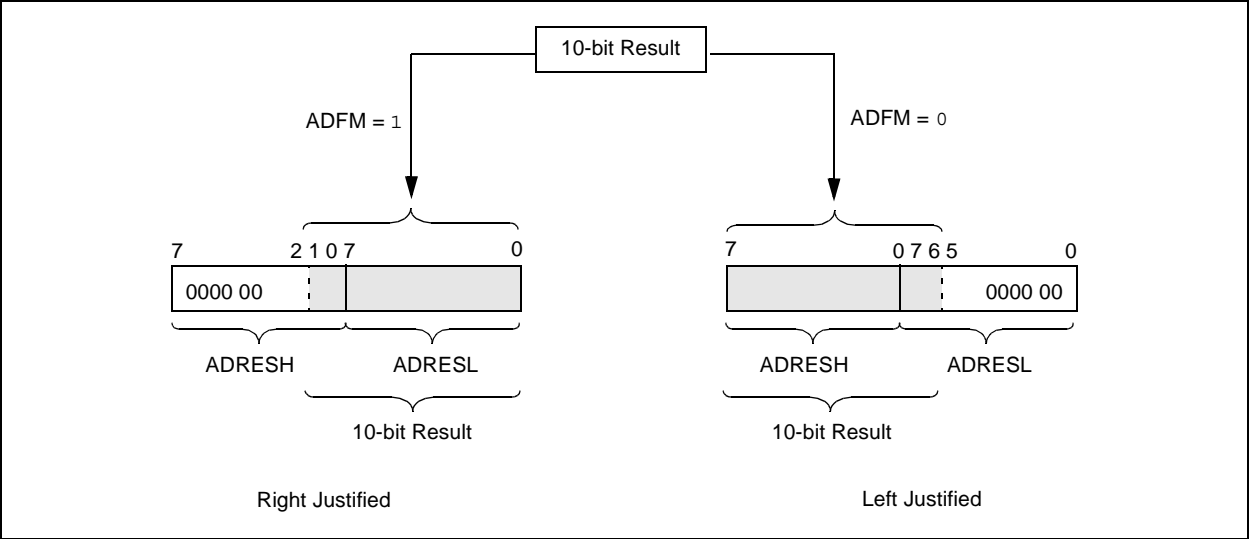 10-bit Result
ADFM = 1
ADFM = 0
7 2 1 0 7 0
7 0 7 6 5 0
0000 00
0000 00
ADRESH ADRESL
ADRESH ADRESL
10-bit Result
10-bit Result
Right Justified
Left Justified